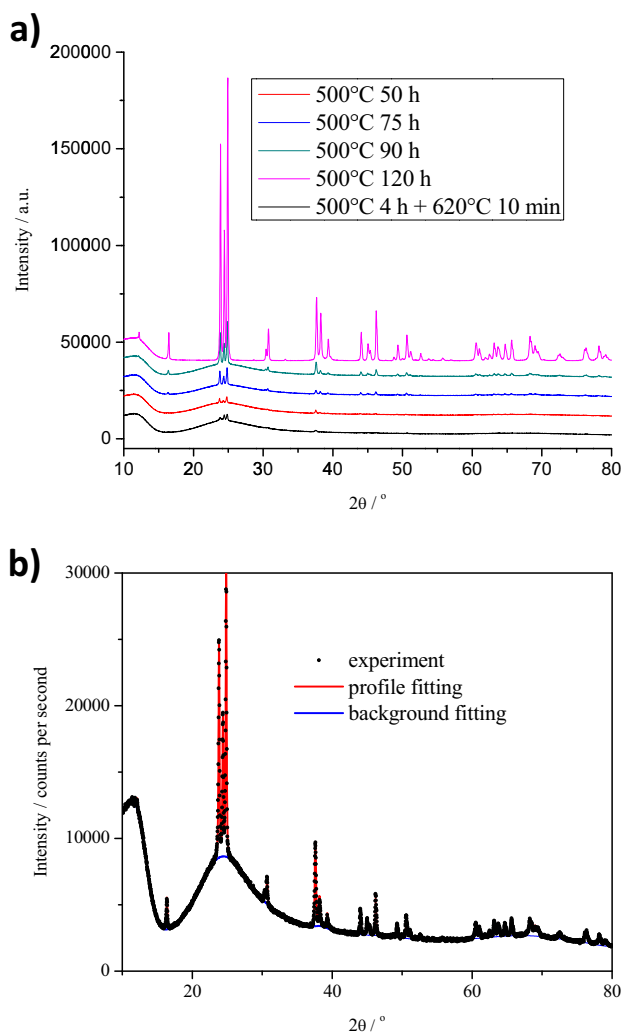 a)
200000
150000
100000
50000
0
Intensity / a.u.
500°C 50 h
500°C 75 h
500°C 90 h
500°C 120 h
500°C 4 h + 620°C 10 min
10 20 30 40 50 60 70 80
2θ / °
b)
30000
20000
10000
0
Intensity / counts per second
experiment
profile fitting
background fitting
20 40 60 80
2θ / °